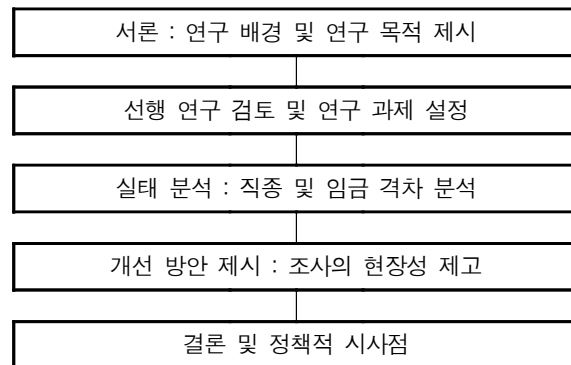 서론 : 연구 배경 및 연구 목적 제시
선행 연구 검토 및 연구 과제 설정
실태 분석 : 직종 및 임금 격차 분석
개선 방안 제시 : 조사의 현장성 제고
결론 및 정책적 시사점